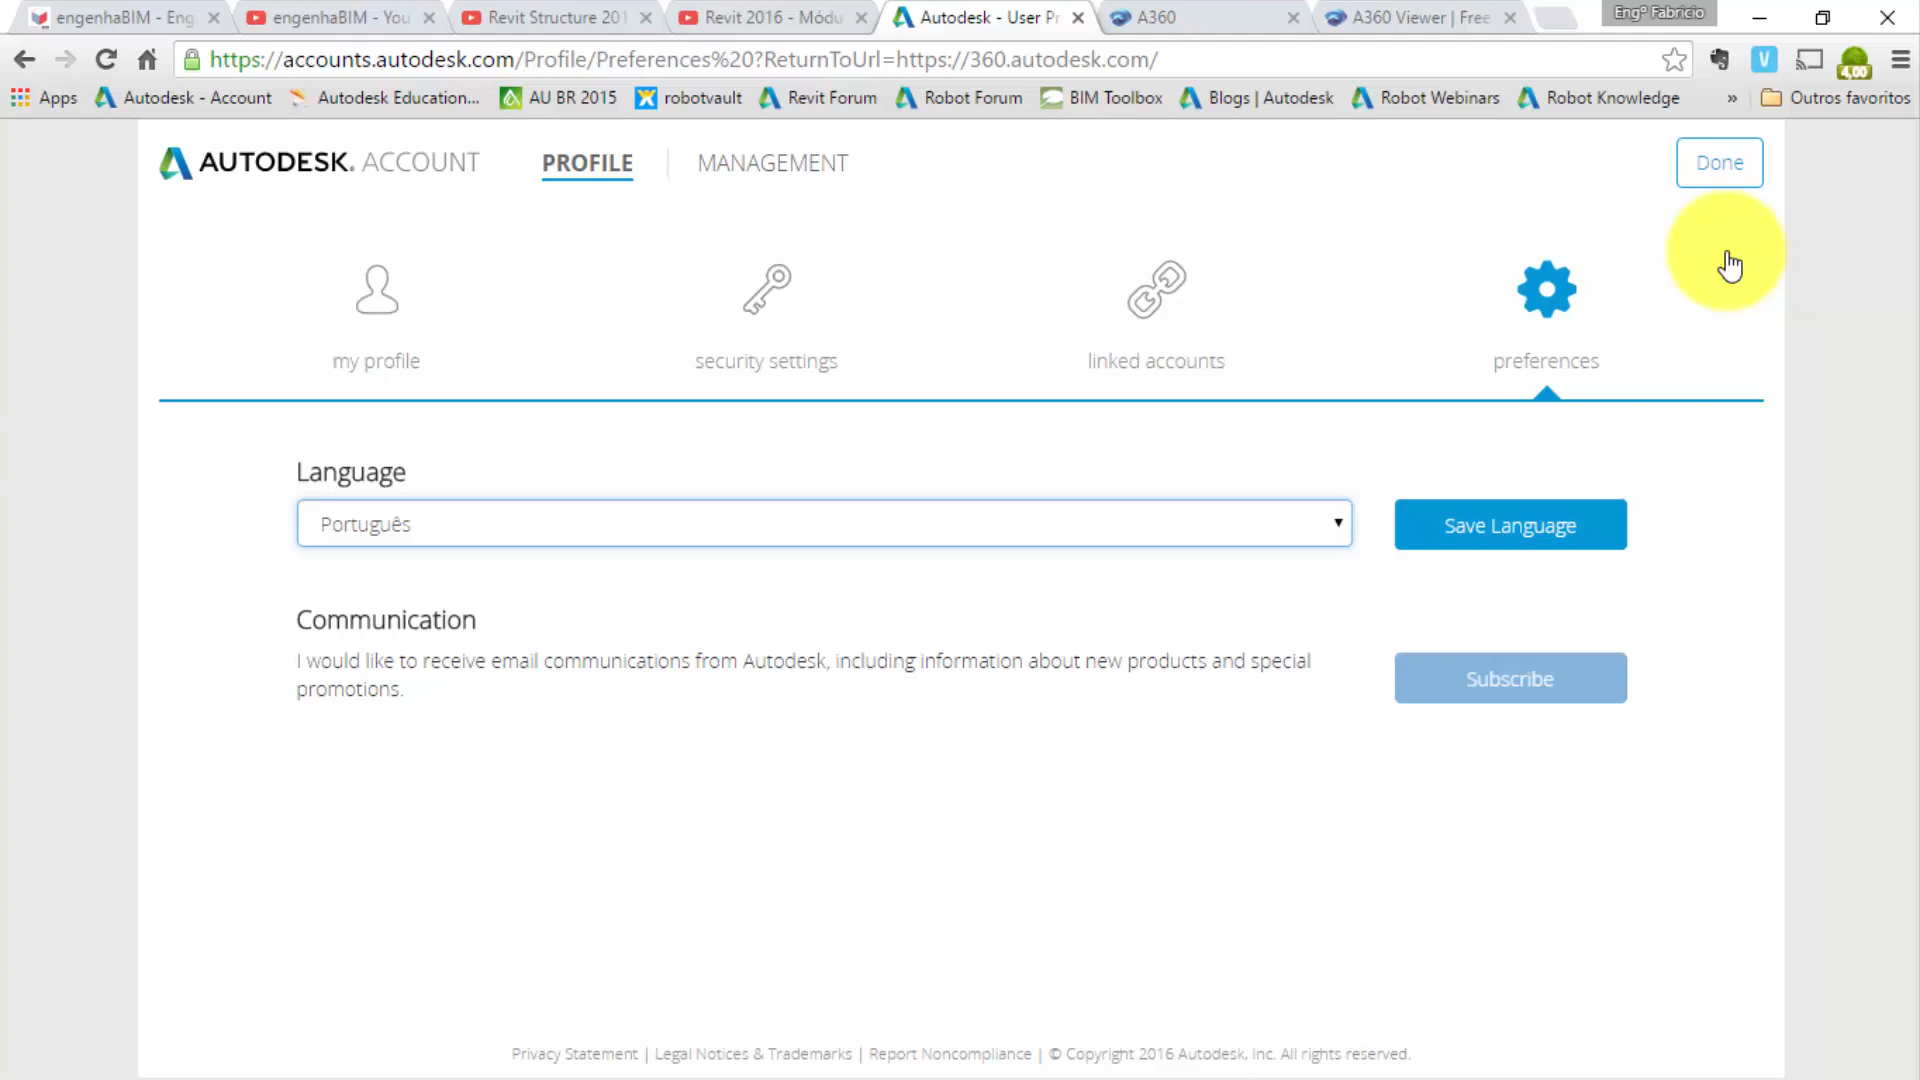 engenhaBIM - Eng
engenhaBIM - You
Revit Structure 201
Revit 2016 - Módu
Autodesk - User Pr
A360
A360 Viewer | Free
Engº Fabricio
https://accounts.autodesk.com/Profile/Preferences%20?ReturnToUrl=https://360.autodesk.com/
V
4,00
Apps
Autodesk - Account
Autodesk Education...
AU BR 2015
robotvault
Revit Forum
Robot Forum
BIM Toolbox
Blogs | Autodesk
Robot Webinars
Robot Knowledge
»
Outros favoritos
AUTODESK. ACCOUNT
PROFILE
MANAGEMENT
Done
my profile
security settings
linked accounts
preferences
Language
Português
Save Language
Communication
I would like to receive email communications from Autodesk, including information about new products and special
promotions.
Subscribe
Privacy Statement | Legal Notices & Trademarks | Report Noncompliance | © Copyright 2016 Autodesk, Inc. All rights reserved.